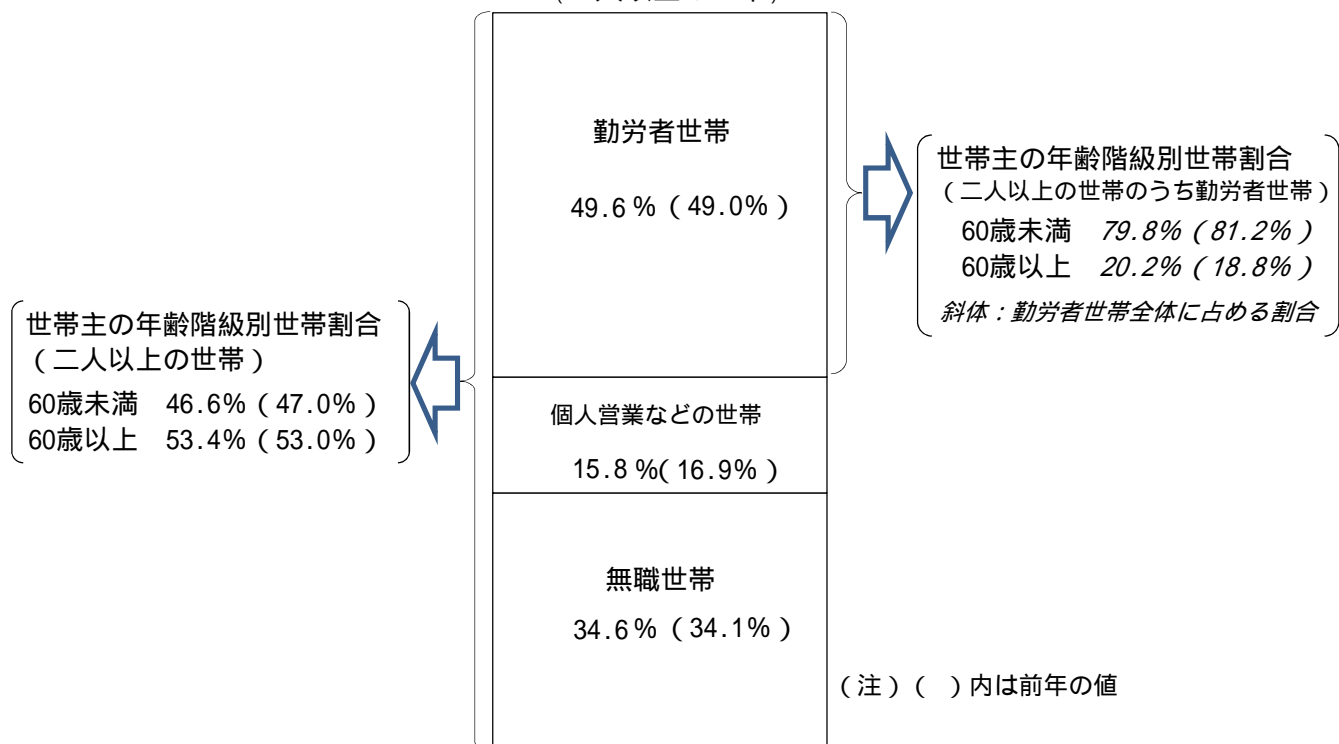 勤労者世帯
49.6％（49.0%）
世帯主の年齢階級別世帯割合
（二人以上の世帯のうち勤労者世帯）
60歳未満 79.8%（81.2%）
60歳以上 20.2%（18.8%）
斜体：勤労者世帯全体に占める割合
世帯主の年齢階級別世帯割合
（二人以上の世帯）
60歳未満 46.6%（47.0%）
60歳以上 53.4%（53.0%）
個人営業などの世帯
15.8％（16.9%）
無職世帯
34.6％（34.1%）
（注）（ ）内は前年の値